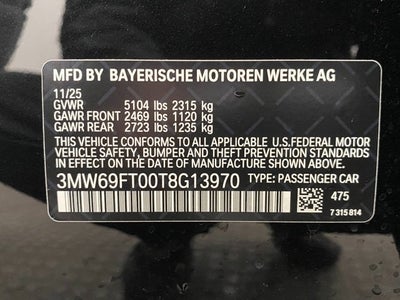 MFD BY BAYERISCHE MOTOREN WERKE AG
11/25
GVWR 5104 lbs 2315 kg
GAWR FRONT 2469 lbs 1120 kg
GAWR REAR 2723 lbs 1235 kg
THIS VEHICLE CONFORMS TO ALL APPLICABLE U.S.FEDERAL MOTOR
VEHICLE SAFETY, BUMPER AND THEFT PREVENTION STANDARDS
IN EFFECT ON THE DATE OF MANUFACTURE SHOWN ABOVE.
3MW69FT00T8G13970 TYPE: PASSENGER CAR
475
7 315 814